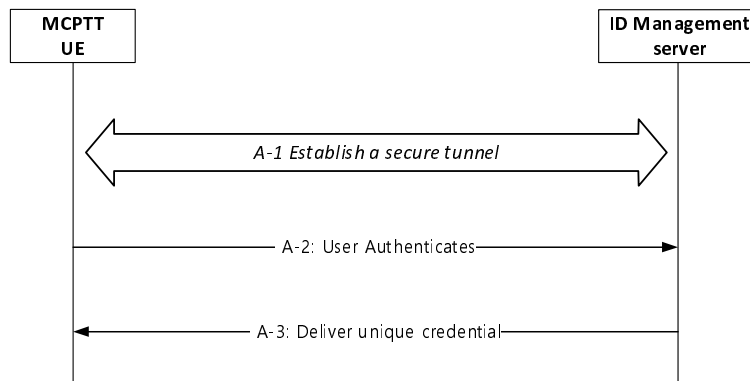 MCPTT
UE
ID Management
server
A-1 Establish a secure tunnel
A-2: User Authenticates
A-3: Deliver unique credential